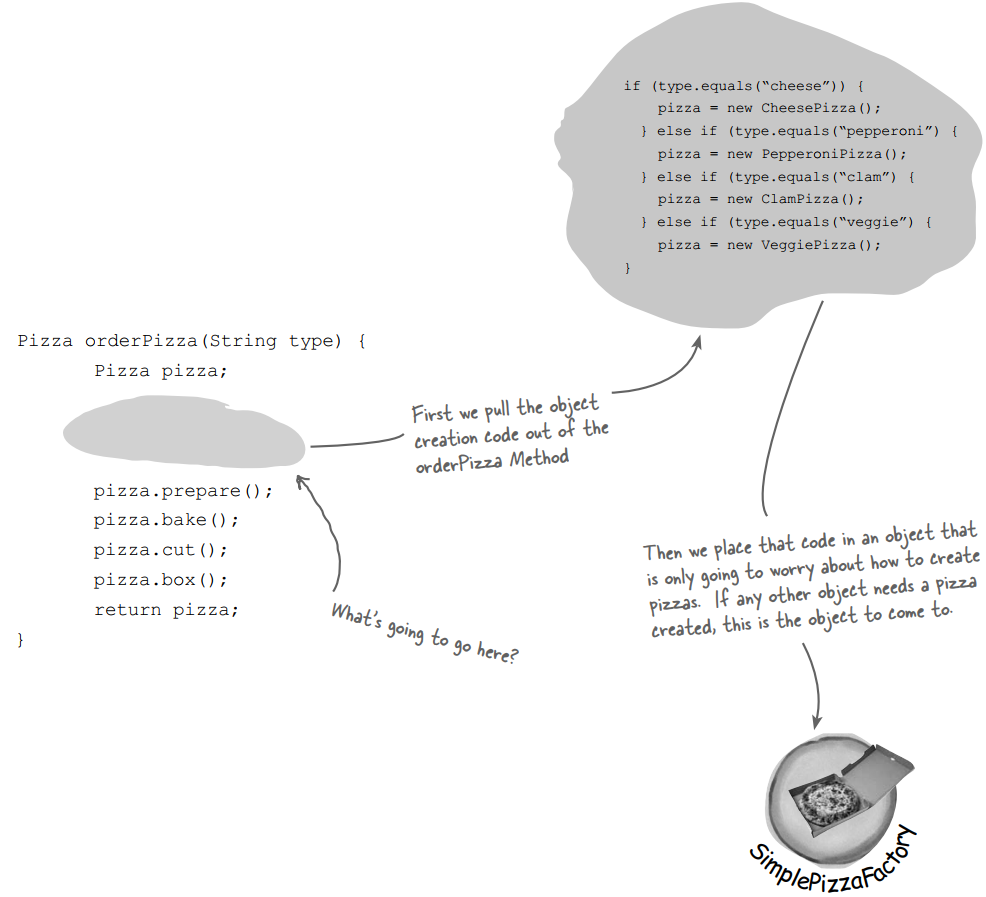 if (type.equals(“cheese”)) {
pizza = new CheesePizza();
} else if (type.equals(“pepperoni”) {
pizza = new PepperoniPizza();
} else if (type.equals(“clam”) {
pizza = new ClamPizza();
} else if (type.equals(“veggie”) {
pizza = new VeggiePizza();
}
Pizza orderPizza(String type) {
Pizza pizza;
pizza.prepare();
pizza.bake();
pizza.cut();
pizza.box();
return pizza;
}
First we pull the object
creation code out of the
orderPizza Method
What's going to go here?
Then we place that code in an object that
is only going to worry about how to create
pizzas. If any other object needs a pizza
created, this is the object to come to.
SimplePizzaFactory